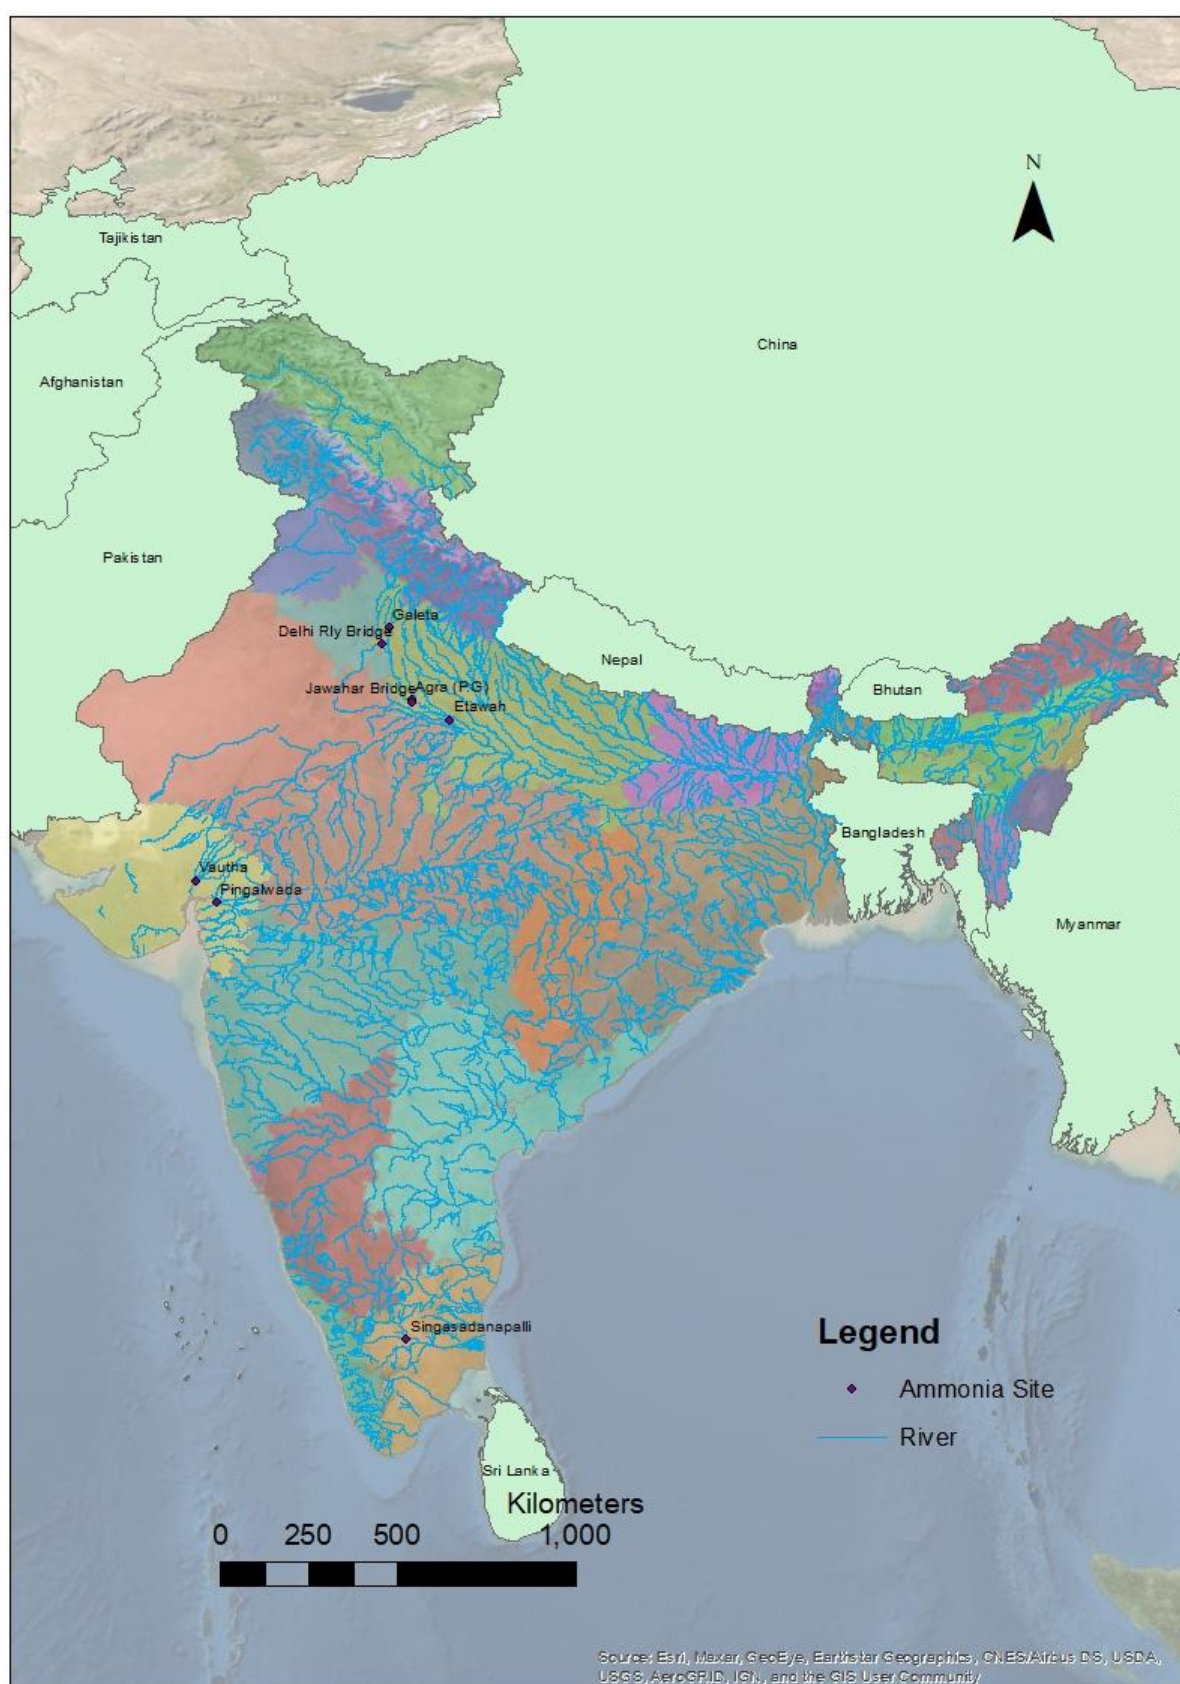 N
Tajikistan
China
Afghanistan
Pakistan
Galeta
Delhi Rly Bridge
Nepal
Jawahar Bridge
Agra (P.G)
Bhutan
Etawah
Bangladesh
Vautha
Pingalwada
Myanmar
Singasadanapalli
Legend
Ammonia Site
River
Sri Lanka
Kilometers
0 250 500 1,000
Source: Esri, Maxar, GeoEye, Earthstar Geographics, CNES/Airbus DS, USDA,
USGS, AeroGRID, IGN, and the GIS User Community